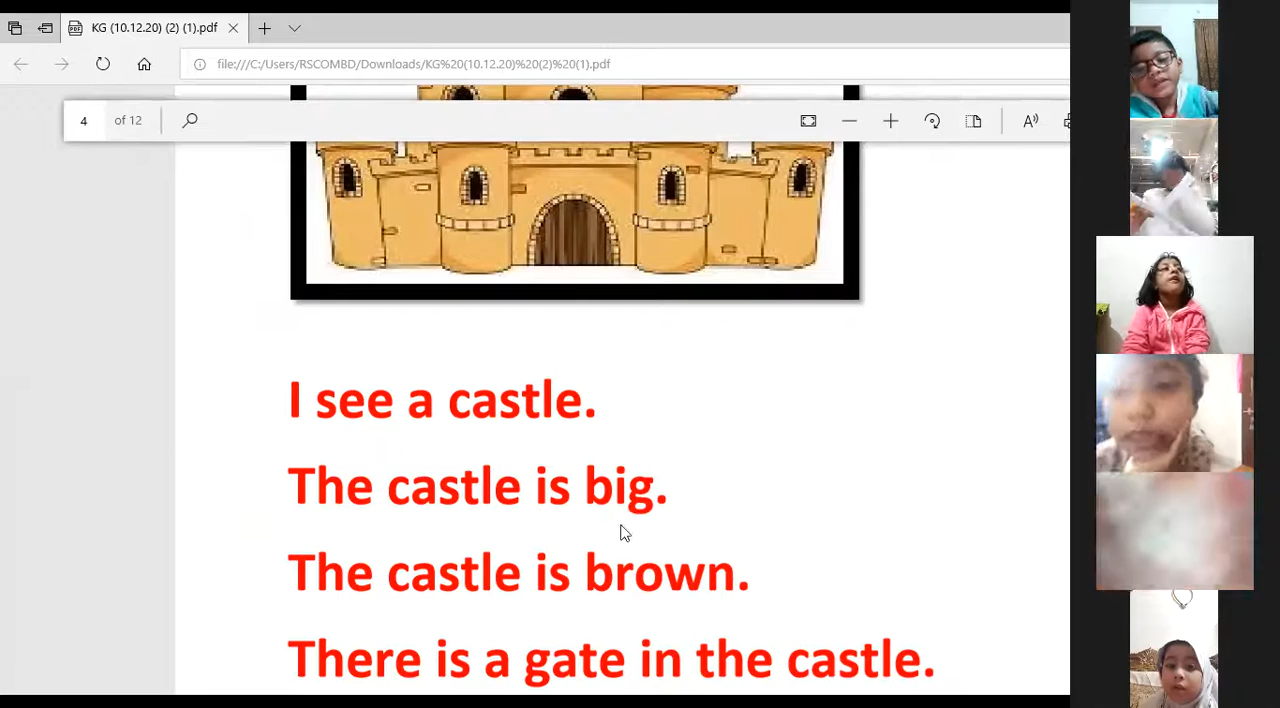 KG (10.12.20) (2) (1).pdf
file:///C:/Users/RSCOMBD/Downloads/KG%20(10.12.20)%20(2)%20(1).pdf
4 of 12
I see a castle.
The castle is big.
The castle is brown.
There is a gate in the castle.